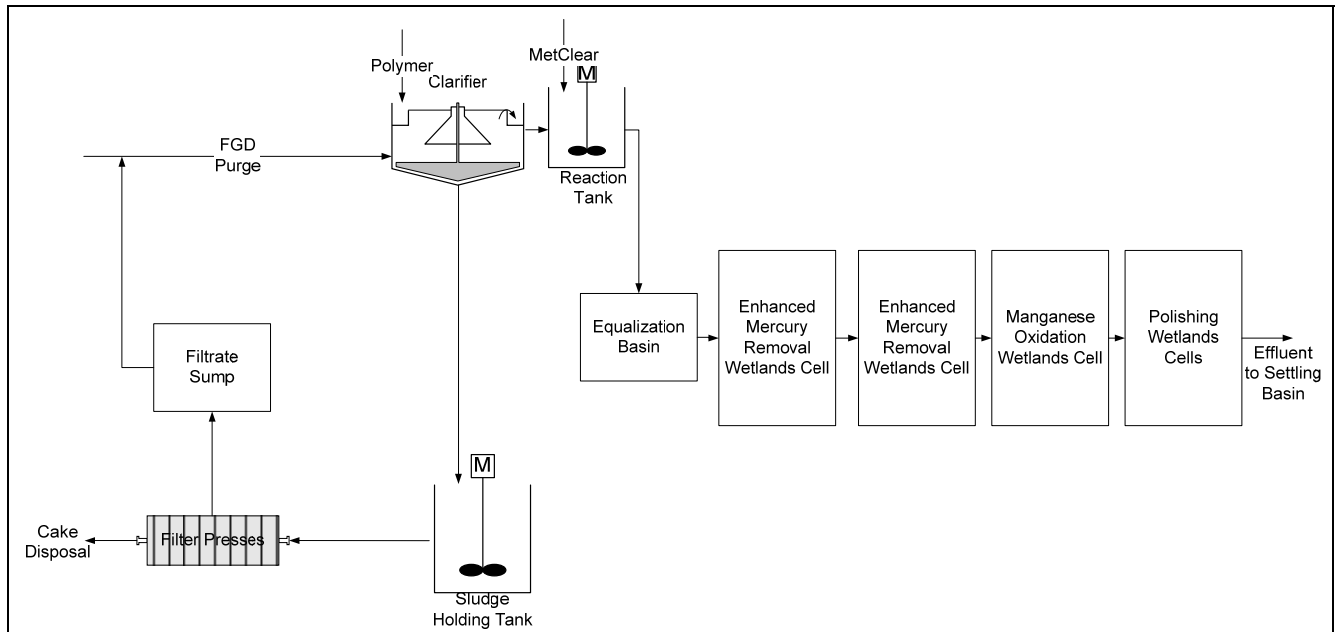 MetClear
M
Polymer
Clarifier
FGD
Purge
Reaction
Tank
Equalization
Basin
Enhanced
Mercury
Removal
Wetlands Cell
Enhanced
Mercury
Removal
Wetlands Cell
Manganese
Oxidation
Wetlands Cell
Polishing
Wetlands
Cells
Effluent
to Settling
Basin
Filtrate
Sump
M
Cake
Disposal
Filter Presses
Sludge
Holding Tank